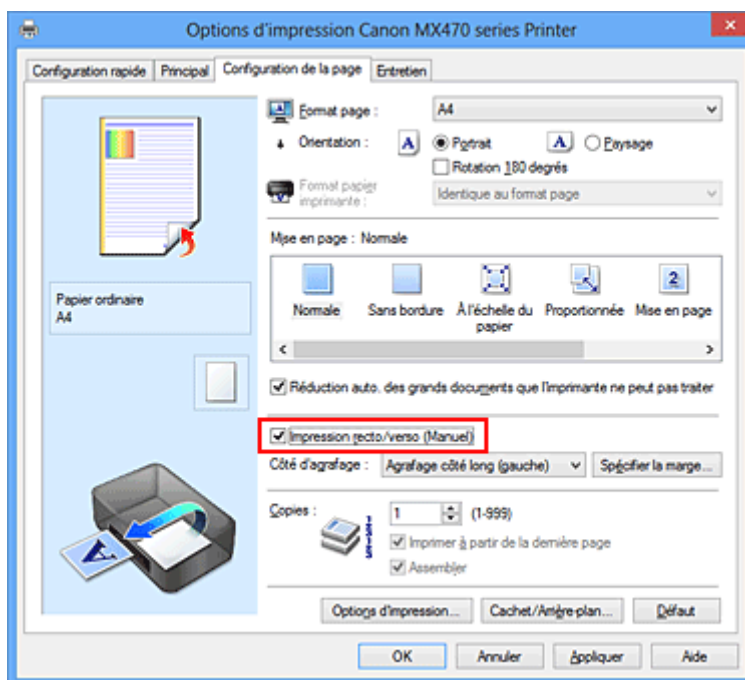 Options d'impression Canon MX470 series Printer
Configuration rapide Principal Configuration de la page Entretien
Format page : A4
Orientation : A Portrait A Paysage
Rotation 180 degrés
Format papier imprimante : Identique au format page
Mise en page : Normale
Papier ordinaire
A4
2
Normale Sans bordure À l'échelle du papier Proportionnée Mise en page
Réduction auto. des grands documents que l'imprimante ne peut pas traiter
Impression recto/verso (Manuel)
Côté d'agrafage : Agrafage côté long (gauche) Spécifier la marge...
Copies : 1 (1-999)
Imprimer à partir de la dernière page
Assembler
A
Options d'impression... Cachet/Arrière-plan... Défaut
OK Annuler Appliquer Aide